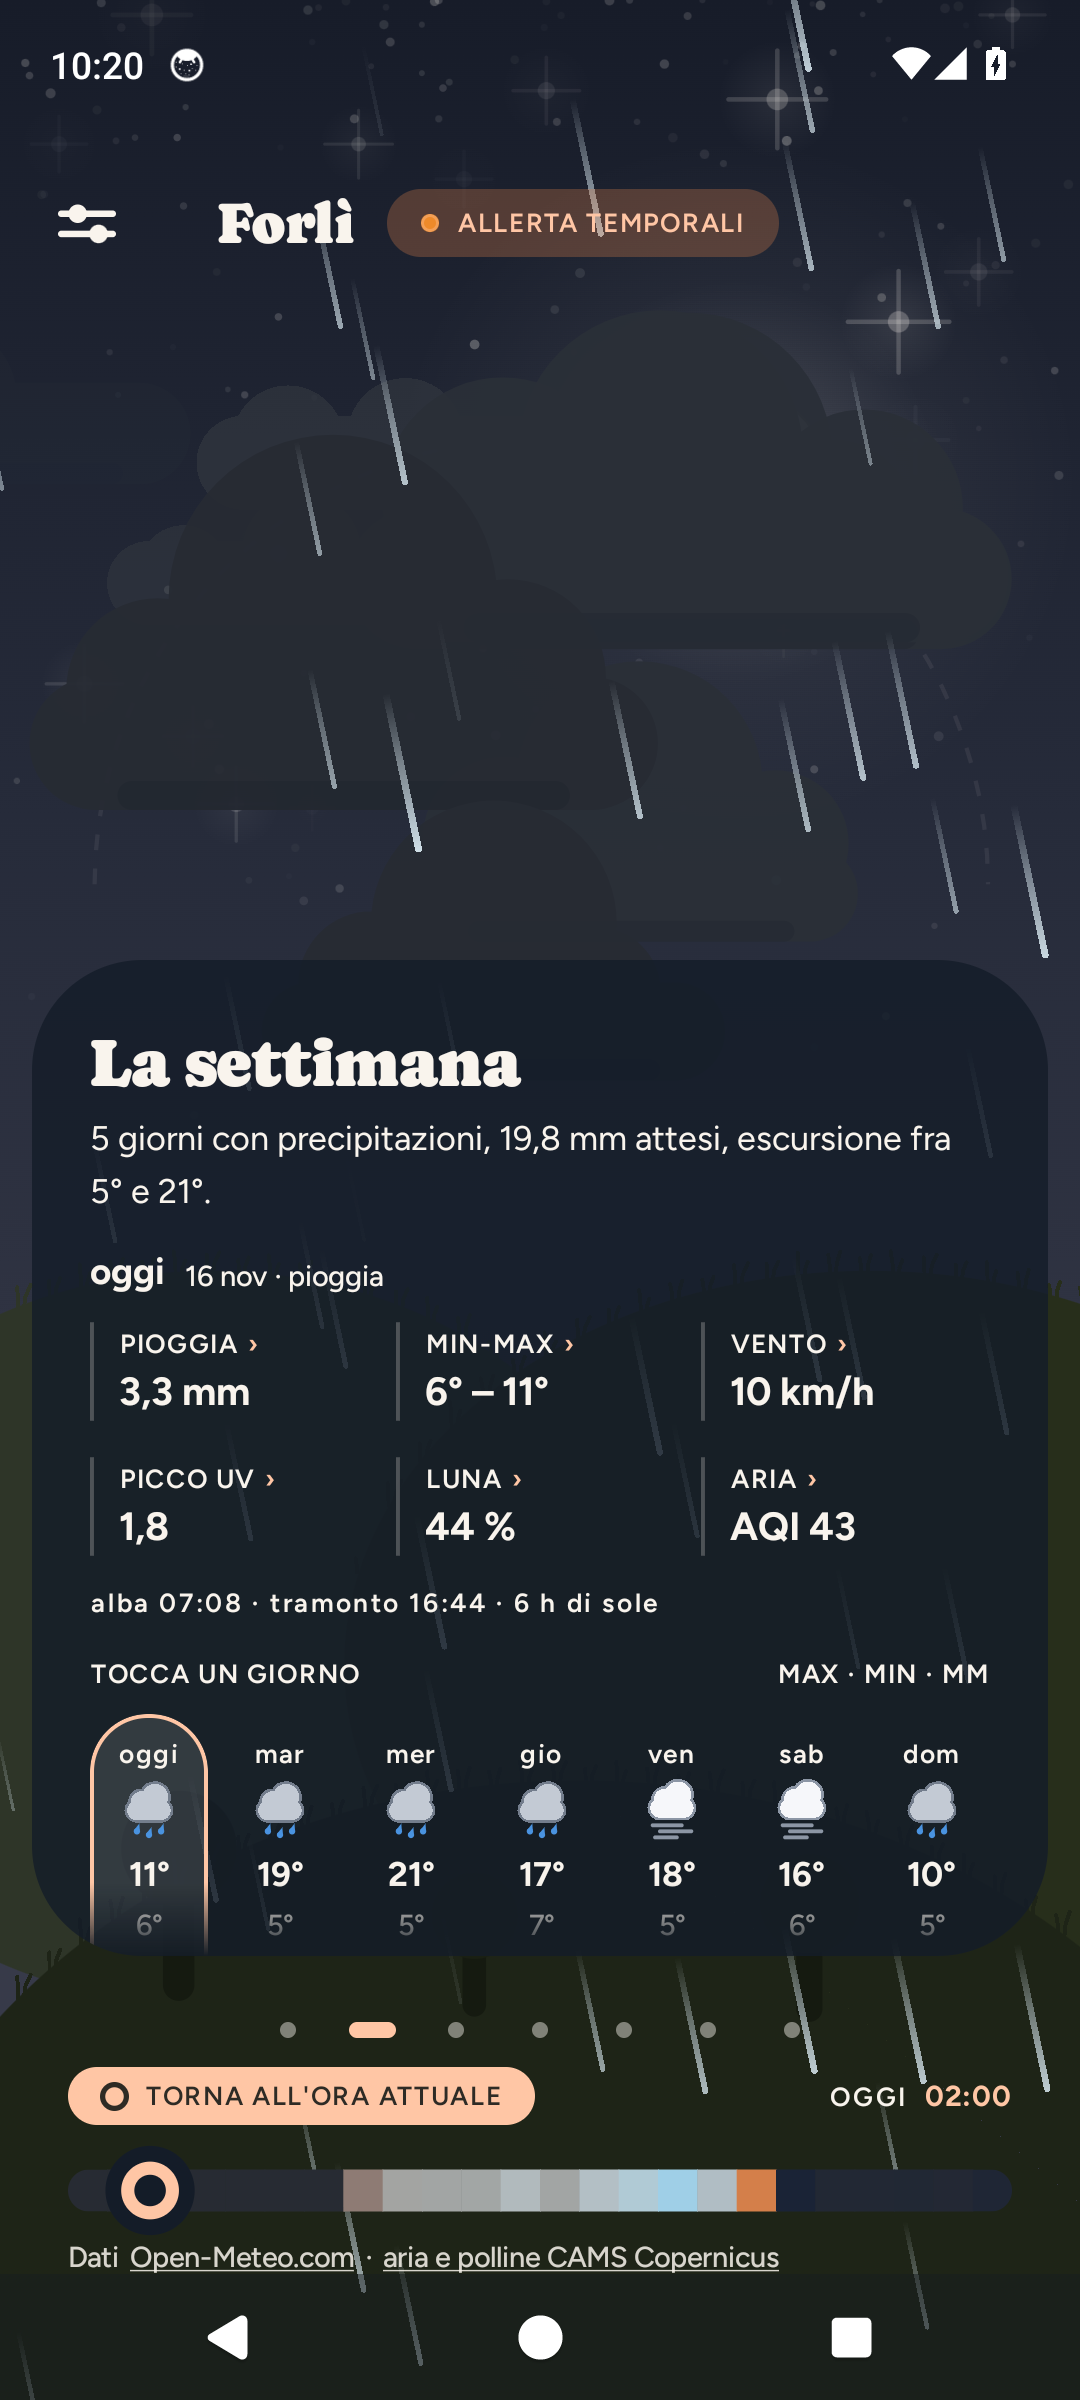 10:20
Forlì
ALLERTA TEMPORALI
La settimana
5 giorni con precipitazioni, 19,8 mm attesi, escursione fra
5° e 21°.
oggi 16 nov · pioggia
PIOGGIA › MIN-MAX › VENTO ›
3,3 mm 6° – 11° 10 km/h
PICCO UV › LUNA › ARIA ›
1,8 44 % AQI 43
alba 07:08 · tramonto 16:44 · 6 h di sole
TOCCA UN GIORNO MAX · MIN · MM
oggi mar mer gio ven sab dom
11° 19° 21° 17° 18° 16° 10°
6° 5° 5° 7° 5° 6° 5°
TORNA ALL'ORA ATTUALE OGGI 02:00
Dati Open-Meteo.com · aria e polline CAMS Copernicus